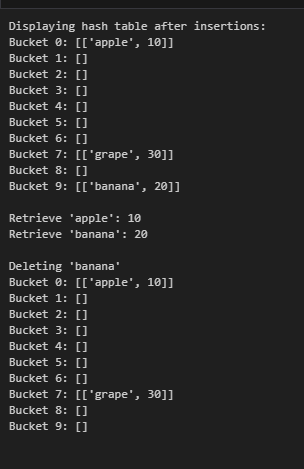 Displaying hash table after insertions:
Bucket 0: [['apple', 10]]
Bucket 1: []
Bucket 2: []
Bucket 3: []
Bucket 4: []
Bucket 5: []
Bucket 6: []
Bucket 7: [['grape', 30]]
Bucket 8: []
Bucket 9: [['banana', 20]]

Retrieve 'apple': 10
Retrieve 'banana': 20

Deleting 'banana'
Bucket 0: [['apple', 10]]
Bucket 1: []
Bucket 2: []
Bucket 3: []
Bucket 4: []
Bucket 5: []
Bucket 6: []
Bucket 7: [['grape', 30]]
Bucket 8: []
Bucket 9: []